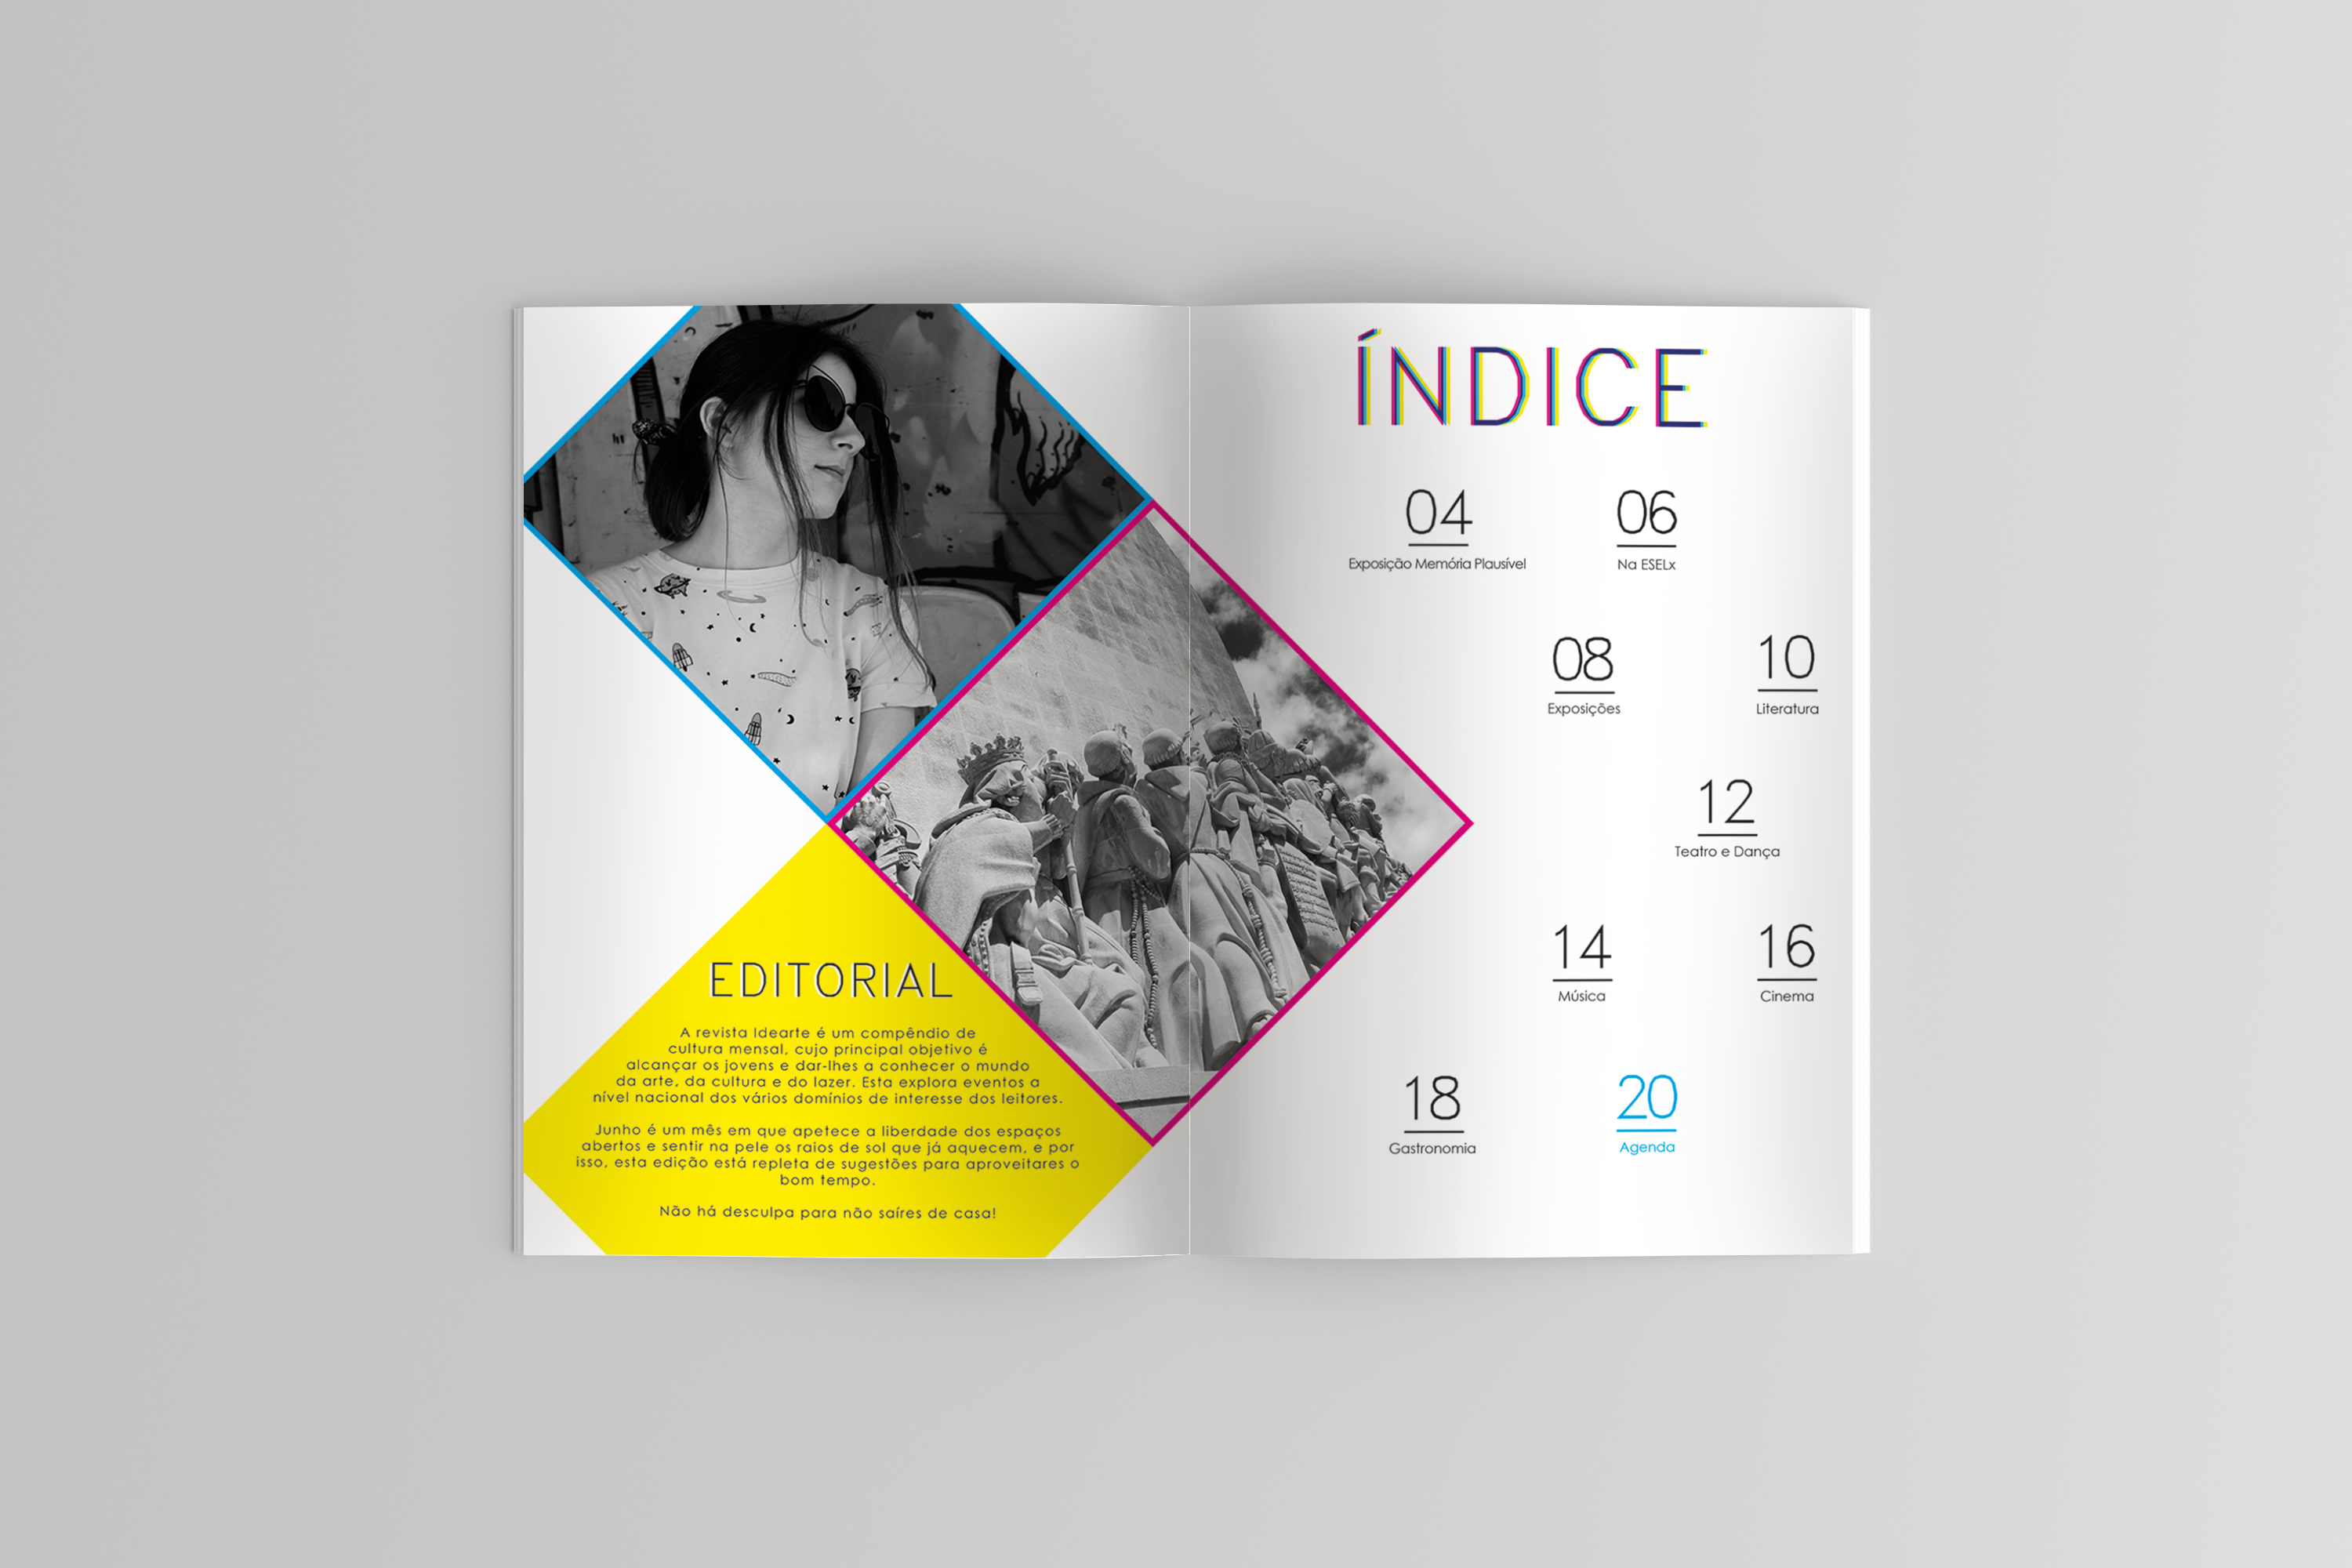 EDITORIAL
A revista Idearte é um compêndio de
cultura mensal, cujo principal objetivo é
alcançar os jovens e dar-lhes a conhecer o mundo
da arte, da cultura e do lazer. Esta explora eventos a
nível nacional dos vários domínios de interesse dos leitores.
Junho é um mês em que apetece a liberdade dos espaços
abertos e sentir na pele os raios de sol que já aquecem, e por
isso, esta edição está repleta de sugestões para aproveitares o
bom tempo.
Não há desculpa para não saíres de casa!
ÍNDICE
04
Exposição Memória Plausível
06
Na ESELx
08
Exposições
10
Literatura
12
Teatro e Dança
14
Música
16
Cinema
18
Gastronomia
20
Agenda